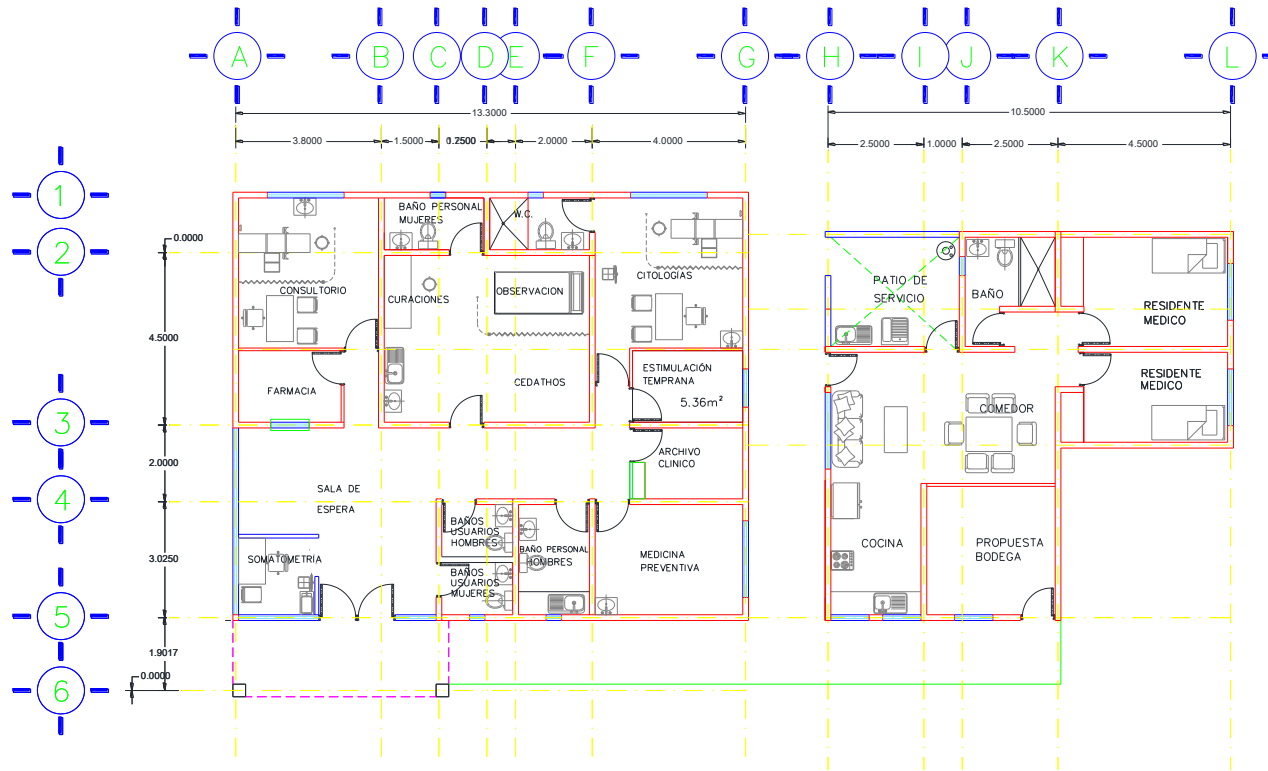 A B C D E F G H I J K L
13.3000
10.5000
3.8000
1.5000
2.0000
4.0000
2.5000
1.0000
2.5000
4.5000
1
2
3
4
5
6
0.0000
4.5000
2.0000
3.0250
1.9017
0.0000
BAÑO PERSONAL
MUJERES
W.C.
CONSULTORIO
CURACIONES
OBSERVACION
CITOLOGIAS
FARMACIA
CEDATHOS
ESTIMULACIÓN
TEMPRANA
5.36m²
ARCHIVO
CLINICO
SALA DE
ESPERA
SOMATOMETRIA
BAÑOS
USUARIOS
HOMBRES
BAÑOS
USUARIOS
MUJERES
BAÑO PERSONAL
HOMBRES
MEDICINA
PREVENTIVA
PATIO DE
SERVICIO
BAÑO
RESIDENTE
MEDICO
RESIDENTE
MEDICO
COMEDOR
COCINA
PROPUESTA
BODEGA